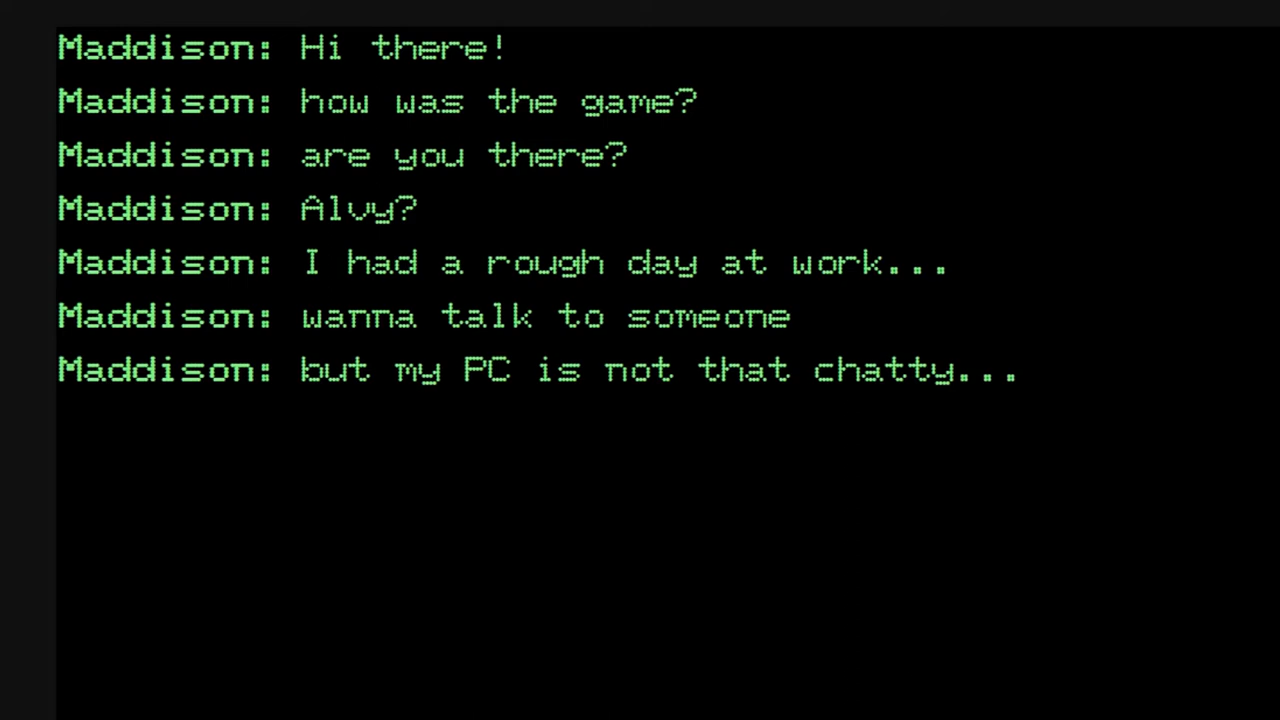 Maddison: Hi there!
Maddison: how was the game?
Maddison: are you there?
Maddison: Alvy?
Maddison: I had a rough day at work...
Maddison: wanna talk to someone
Maddison: but my PC is not that chatty...